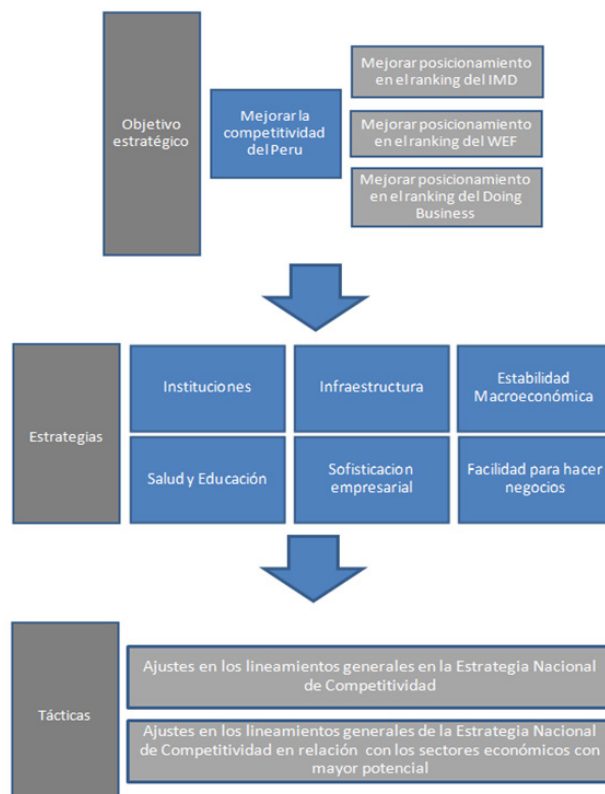 Objetivo
estratégico
Mejorar la
competitividad
del Peru
Mejorar posicionamiento
en el ranking del IMD
Mejorar posicionamiento
en el ranking del WEF
Mejorar posicionamiento
en el ranking del Doing
Business
Estrategias
Instituciones
Infraestructura
Estabilidad
Macroeconómica
Salud y Educación
Sofisticacion
empresarial
Facilidad para hacer
negocios
Tácticas
Ajustes en los lineamientos generales en la Estrategia Nacional
de Competitividad
Ajustes en los lineamientos generales de la Estrategia Nacional
de Competitividad en relación con los sectores económicos con
mayor potencial